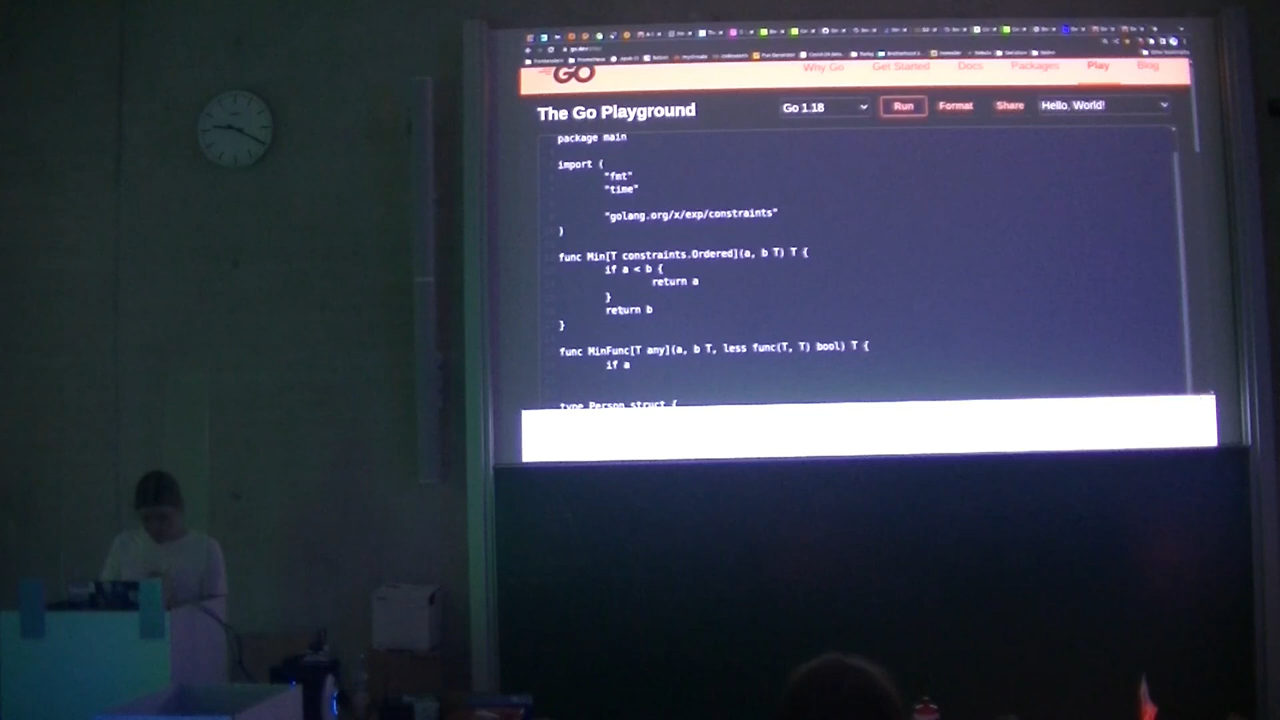 GO
Why Go Get Started Docs Packages Play Blog
The Go Playground Go 1.18 Run Format Share Hello, World!
package main
import (
"fmt"
"time"
"golang.org/x/exp/constraints"
)
func Min[T constraints.Ordered](a, b T) T {
if a < b {
return a
}
return b
}
func MinFunc[T any](a, b T, less func(T, T) bool) T {
if a
type Person struct {